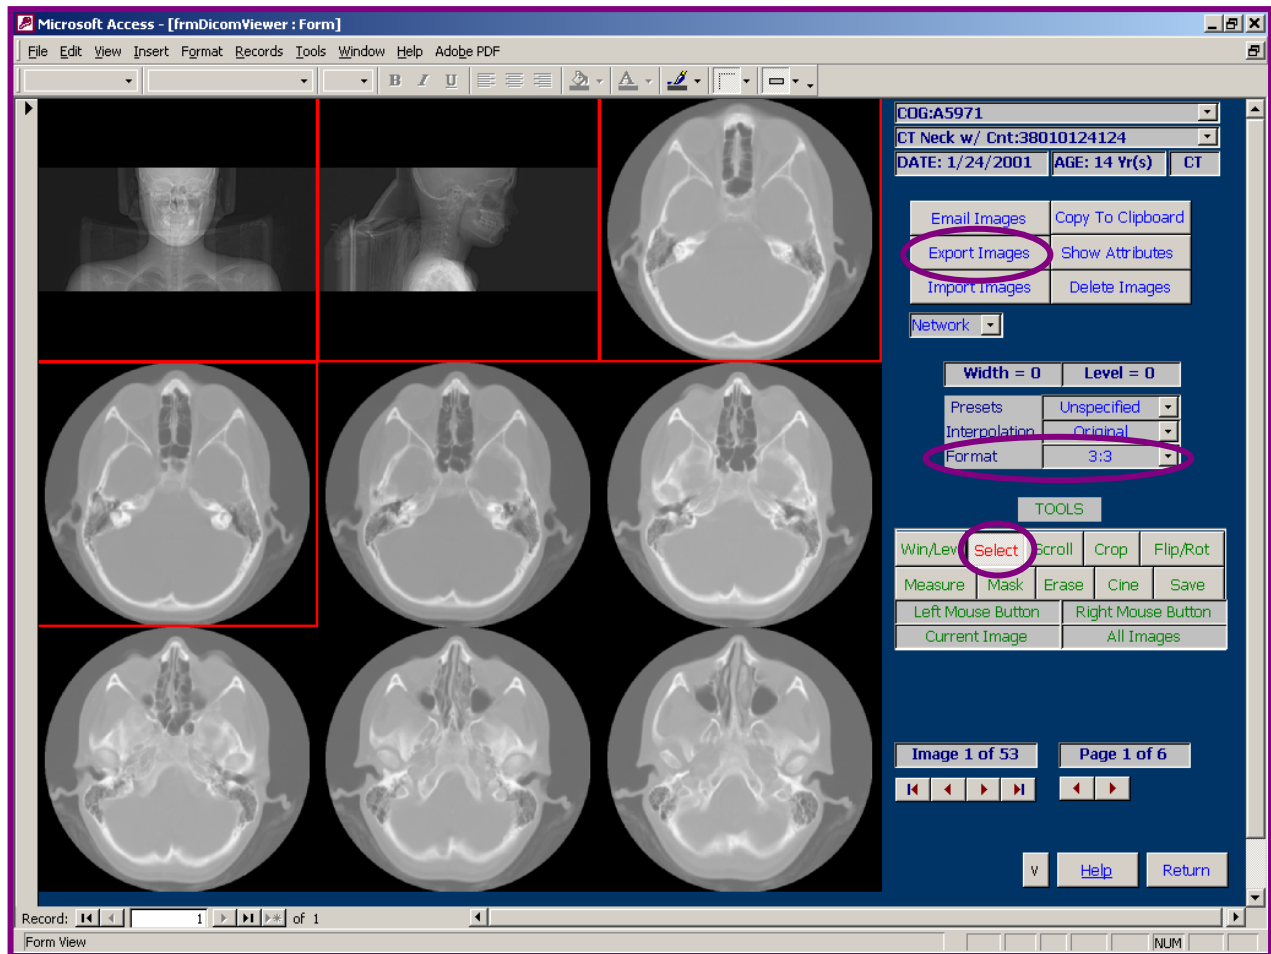 Microsoft Access - [frmDicomViewer : Form]
File Edit View Insert Format Records Tools Window Help Adobe PDF
B I U A
COG:A5971
CT Neck w/ Cnt:38010124124
DATE: 1/24/2001 AGE: 14 Yr(s) CT
Email Images Copy To Clipboard
Export Images Show Attributes
Import Images Delete Images
Network
Width = 0 Level = 0
Presets Unspecified
Interpolation Original
Format 3:3
TOOLS
Win/Lev Select Scroll Crop Flip/Rot
Measure Mask Erase Cine Save
Left Mouse Button Right Mouse Button
Current Image All Images
Image 1 of 53 Page 1 of 6
v Help Return
Record: 1 of 1
Form View NUM